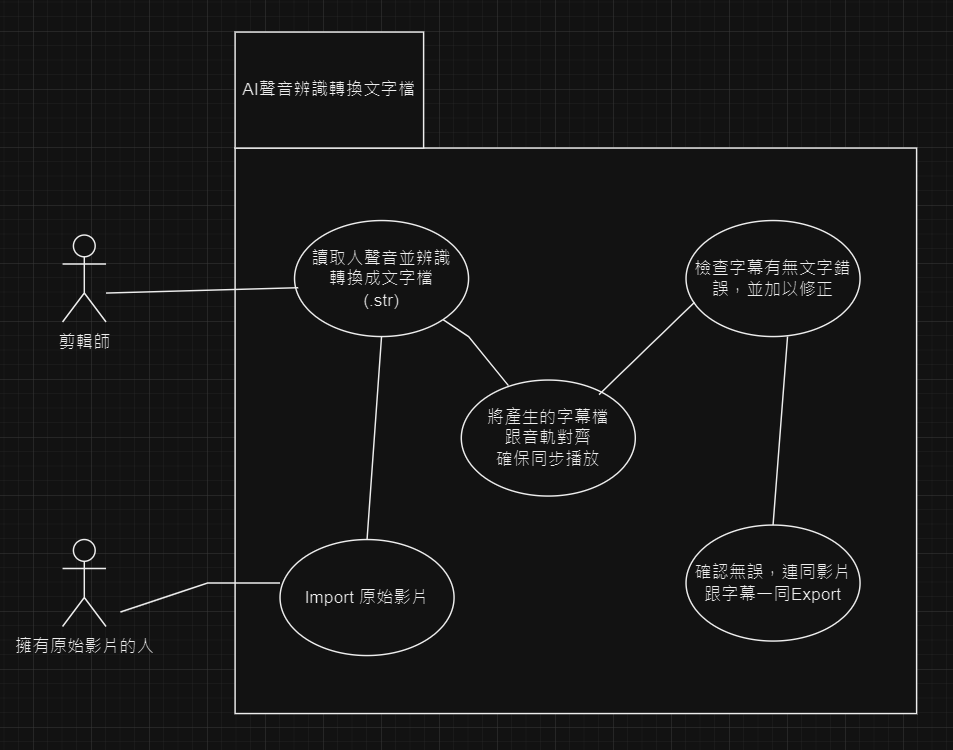 AI聲音辨識轉換文字檔
讀取人聲音並辨識
轉換成文字檔
(.str)
檢查字幕有無文字錯
誤，並加以修正
剪輯師
將產生的字幕檔
跟音軌對齊
確保同步播放
Import 原始影片
確認無誤，連同影片
跟字幕一同Export
擁有原始影片的人